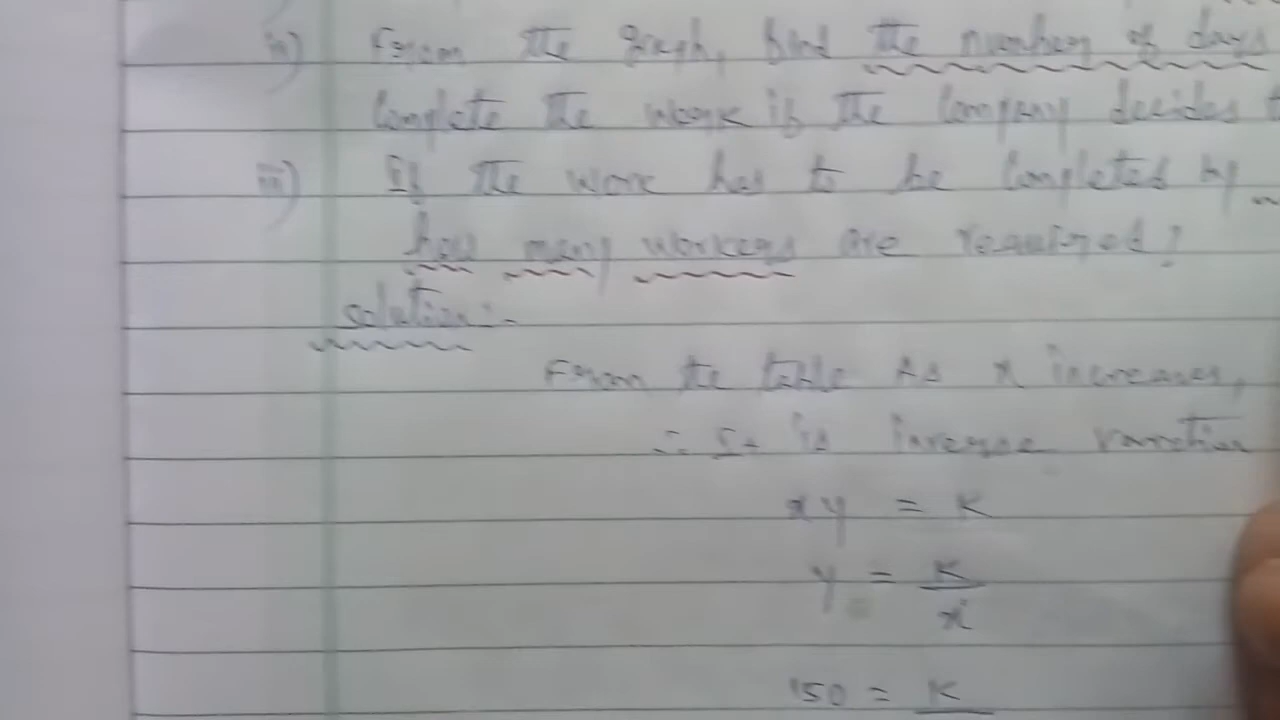 ii) From the graph, find the number of days
complete the work if the company decides t
iii) If the work has to be completed by
how many workers are required?
solution:-
From the table as x increases,
∴ It is inverse variation
xy = K
y = K
x
150 = K